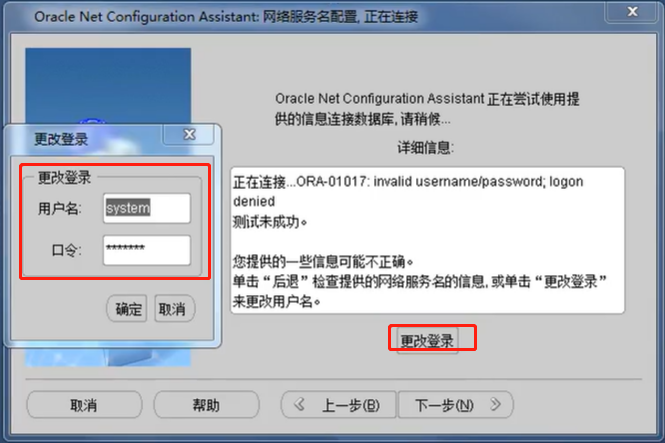 Oracle Net Configuration Assistant: 网络服务名配置, 正在连接
Oracle Net Configuration Assistant 正在尝试使用提
供的信息连接数据库, 请稍候...
详细信息:
正在连接...ORA-01017: invalid username/password; logon
denied
测试未成功。
您提供的一些信息可能不正确。
单击“后退”检查提供的网络服务名的信息, 或单击“更改登录”
来更改用户名。
更改登录
更改登录
更改登录
用户名: system
口令: *******
确定 取消
取消 帮助 上一步(B) 下一步(N)